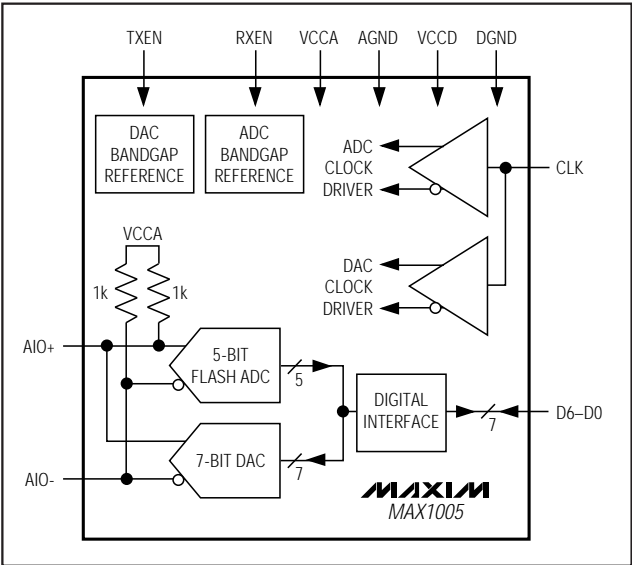 TXEN
RXEN
VCCA
AGND
VCCD
DGND
DAC
BANDGAP
REFERENCE
ADC
BANDGAP
REFERENCE
ADC
CLOCK
DRIVER
CLK
DAC
CLOCK
DRIVER
VCCA
1k
1k
AIO+
5-BIT
FLASH ADC
5
DIGITAL
INTERFACE
7
D6–D0
7-BIT DAC
7
AIO-
MAXIM
MAX1005